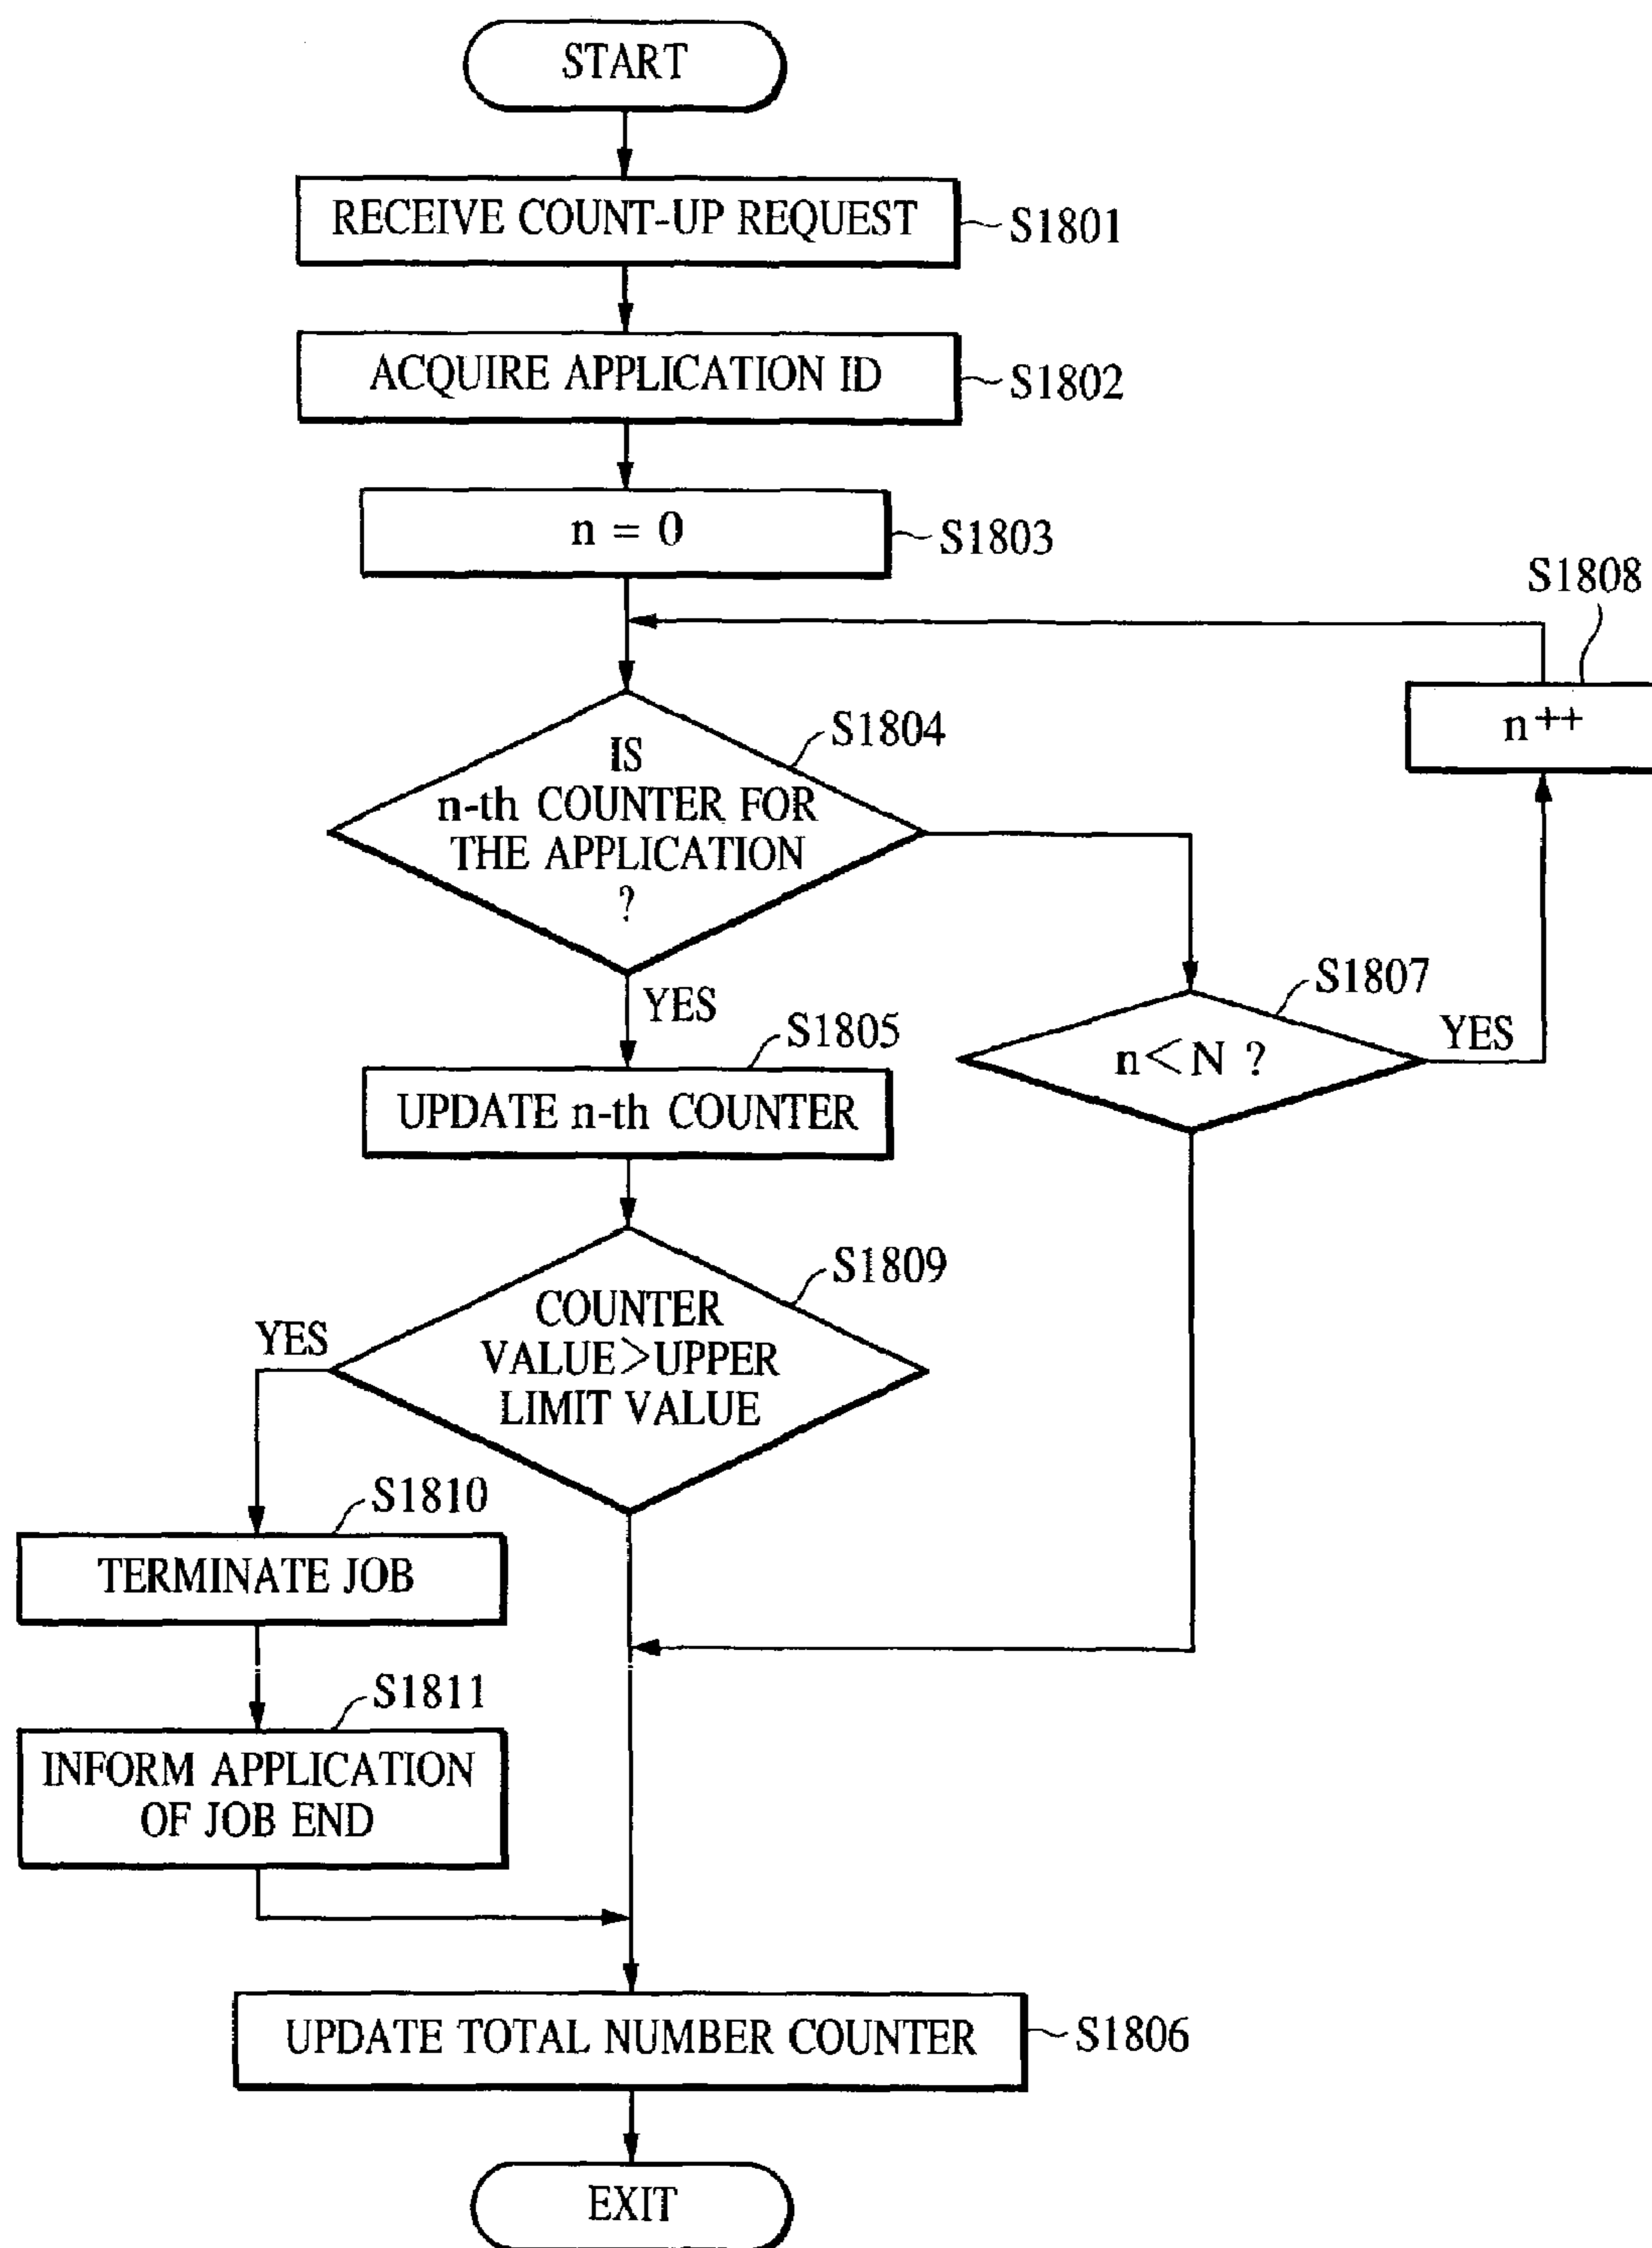 START
RECEIVE COUNT-UP REQUEST
S1801
ACQUIRE APPLICATION ID
S1802
n = 0
S1803
S1808
n++
S1804
IS
n-th COUNTER FOR
THE APPLICATION
?
YES
S1807
n<N ?
YES
S1805
UPDATE n-th COUNTER
S1809
COUNTER
VALUE>UPPER
LIMIT VALUE
YES
S1810
TERMINATE JOB
S1811
INFORM APPLICATION
OF JOB END
UPDATE TOTAL NUMBER COUNTER
S1806
EXIT